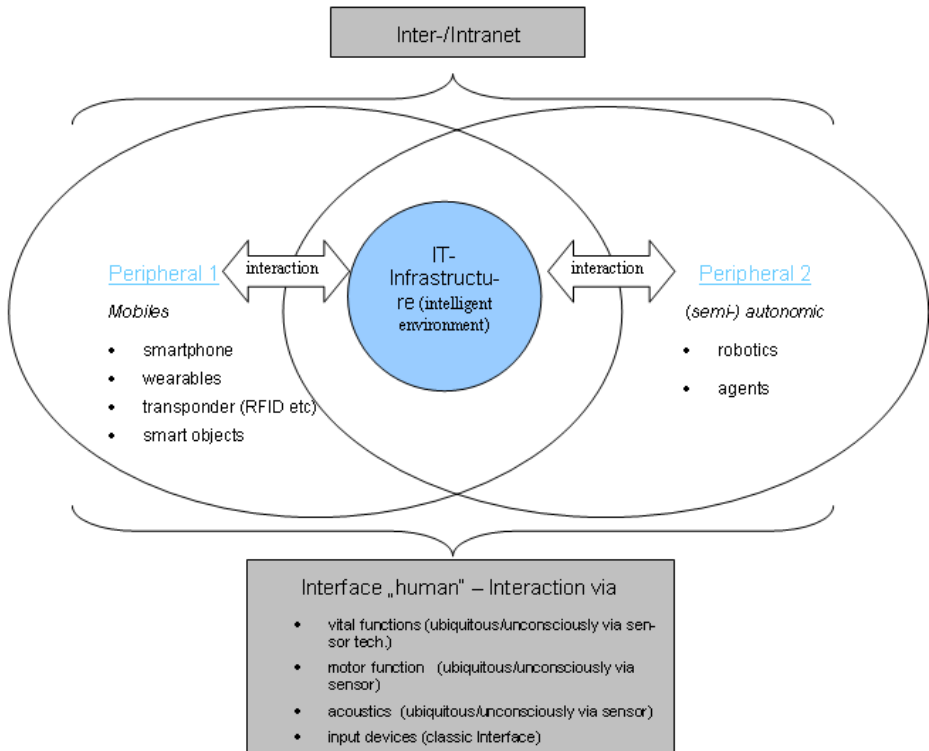 Inter-/Intranet
Peripheral 1
interaction
IT-
Infrastructu-
re (intelligent
environment)
interaction
Peripheral 2
Mobiles
• smartphone
• wearables
• transponder (RFID etc)
• smart objects
(semi-) autonomic
• robotics
• agents
Interface „human" – Interaction via
• vital functions (ubiquitous/unconsciously via sen-
sor tech.)
• motor function (ubiquitous/unconsciously via
sensor)
• acoustics (ubiquitous/unconsciously via sensor)
• input devices (classic Interface)